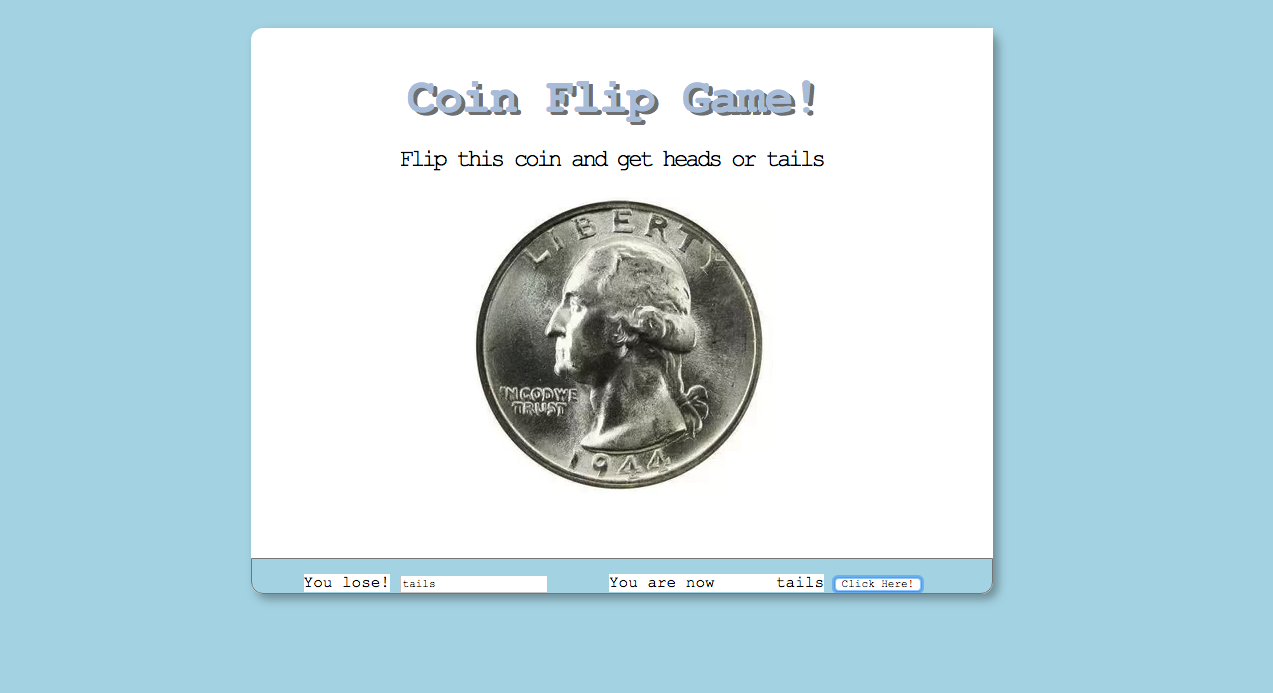 Coin Flip Game!
Flip this coin and get heads or tails
LIBERTY
IN GOD WE
TRUST
1944
You lose! tails You are now tails Click Here!